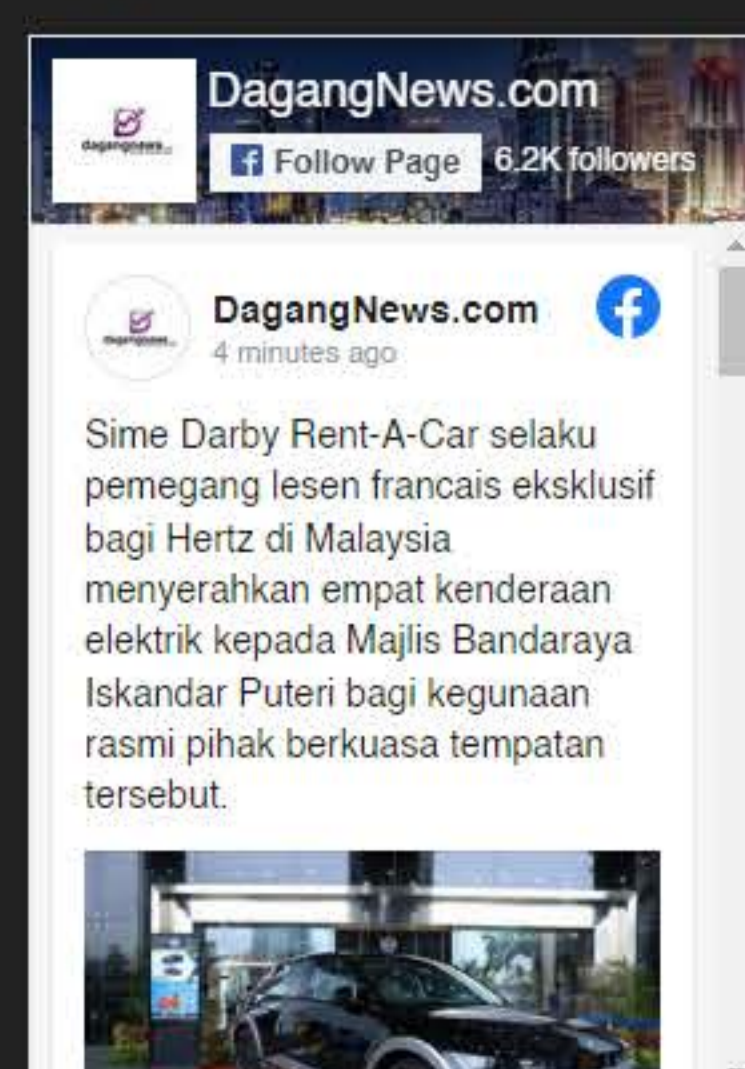 DagangNews.com
dagangnews
Follow Page
6.2K followers
DagangNews.com
4 minutes ago
Sime Darby Rent-A-Car selaku
pemegang lesen francais eksklusif
bagi Hertz di Malaysia
menyerahkan empat kenderaan
elektrik kepada Majlis Bandaraya
Iskandar Puteri bagi kegunaan
rasmi pihak berkuasa tempatan
tersebut.